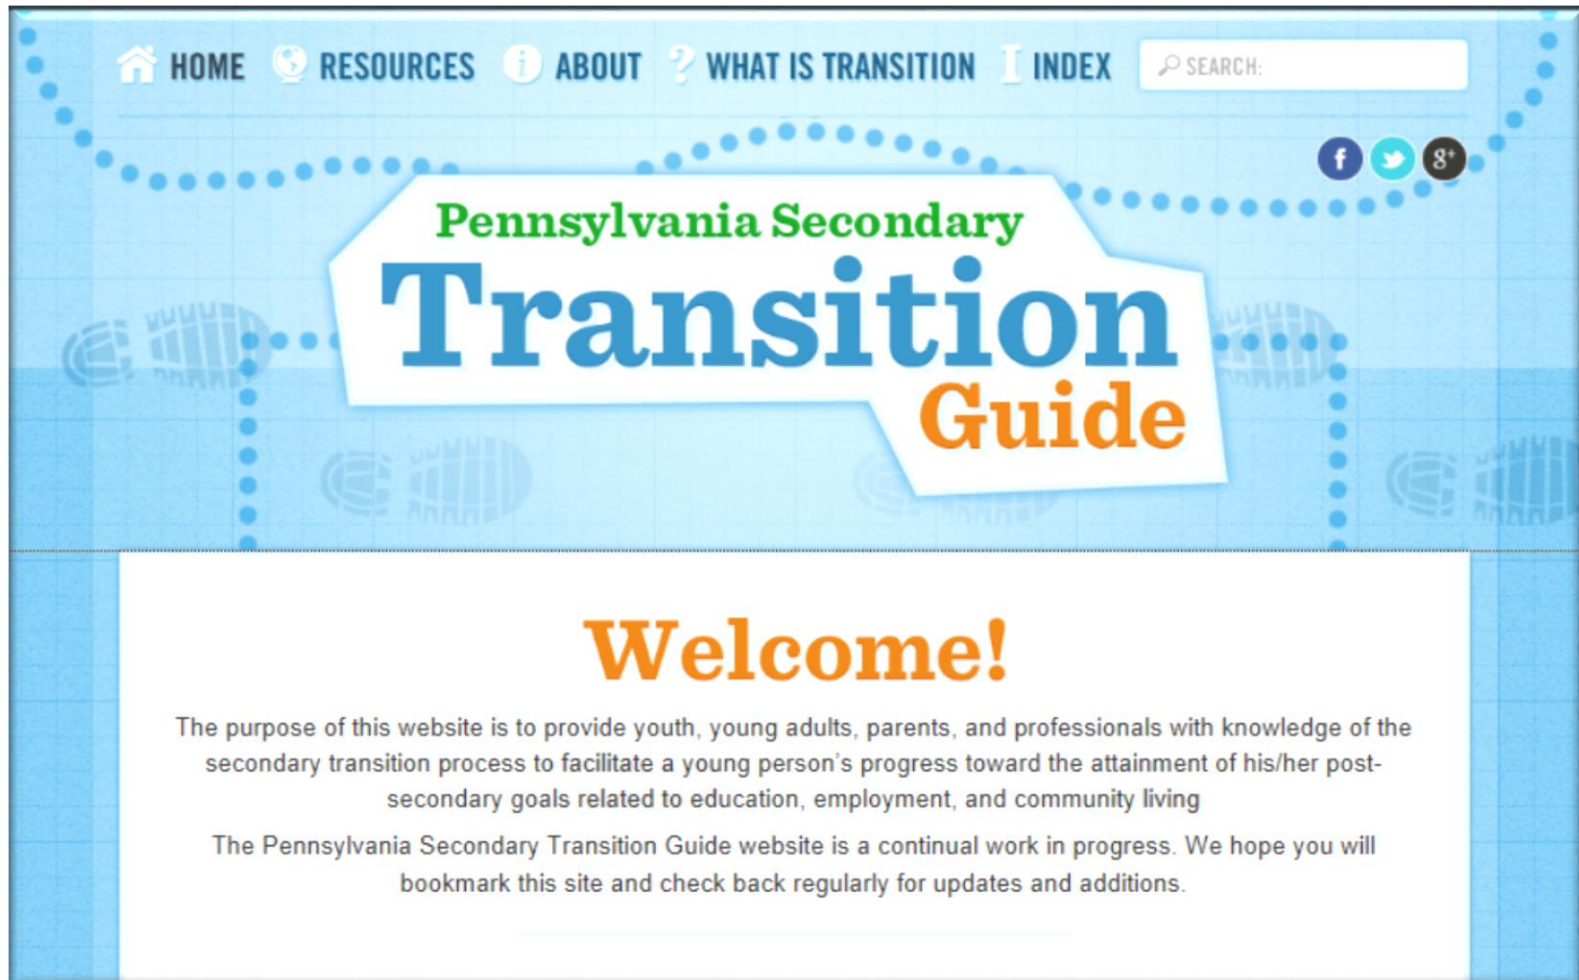 HOME RESOURCES ABOUT ? WHAT IS TRANSITION I INDEX SEARCH:
f 8+
Pennsylvania Secondary
Transition
Guide
Welcome!
The purpose of this website is to provide youth, young adults, parents, and professionals with knowledge of the
secondary transition process to facilitate a young person's progress toward the attainment of his/her post-
secondary goals related to education, employment, and community living
The Pennsylvania Secondary Transition Guide website is a continual work in progress. We hope you will
bookmark this site and check back regularly for updates and additions.